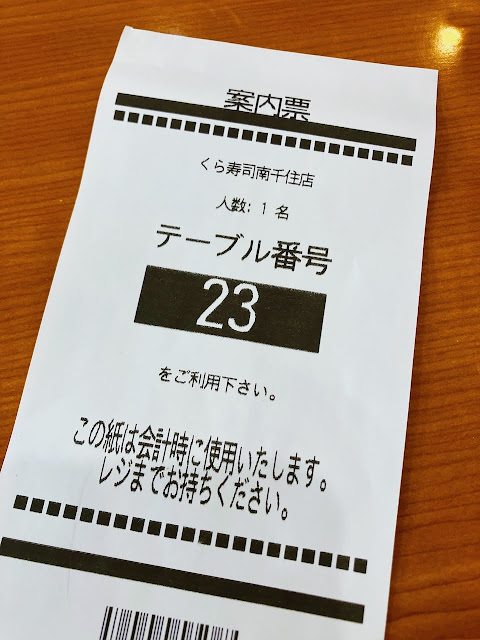 案内票
くら寿司南千住店
人数: 1 名
テーブル番号
23
をご利用下さい。
この紙は会計時に使用いたします。
レジまでお持ちください。